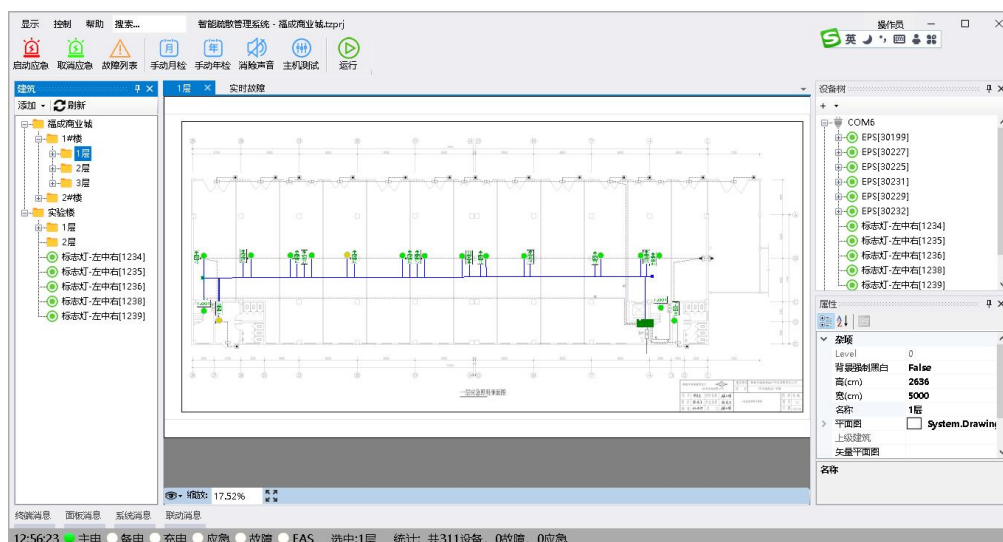 显示 控制 帮助 搜索... 智能疏散管理系统 - 福成商业城.tzprj 操作员
启动应急 取消应急 故障列表 手动月检 手动年检 消除声音 主机测试 运行
英
建筑
添加 刷新
福成商业城
1#楼
1层
2层
3层
2#楼
实验楼
1层
2层
标志灯-左中右[1234]
标志灯-左中右[1235]
标志灯-左中右[1236]
标志灯-左中右[1238]
标志灯-左中右[1239]
1层 实时故障
一层应急照明平面图
缩放: 17.52%
设备树
COM6
EPS[30199]
EPS[30227]
EPS[30225]
EPS[30231]
EPS[30229]
EPS[30232]
标志灯-左中右[1234]
标志灯-左中右[1235]
标志灯-左中右[1236]
标志灯-左中右[1238]
标志灯-左中右[1239]
属性
杂项
Level 0
背景强制黑白 False
高(cm) 2636
宽(cm) 5000
名称 1层
平面图 System.Drawing
上级建筑
矢量平面图
名称
终端消息 面板消息 系统消息 联动消息
12:56:23 主电 备电 充电 应急 故障 FAS 选中:1层 统计: 共311设备 0故障 0应急